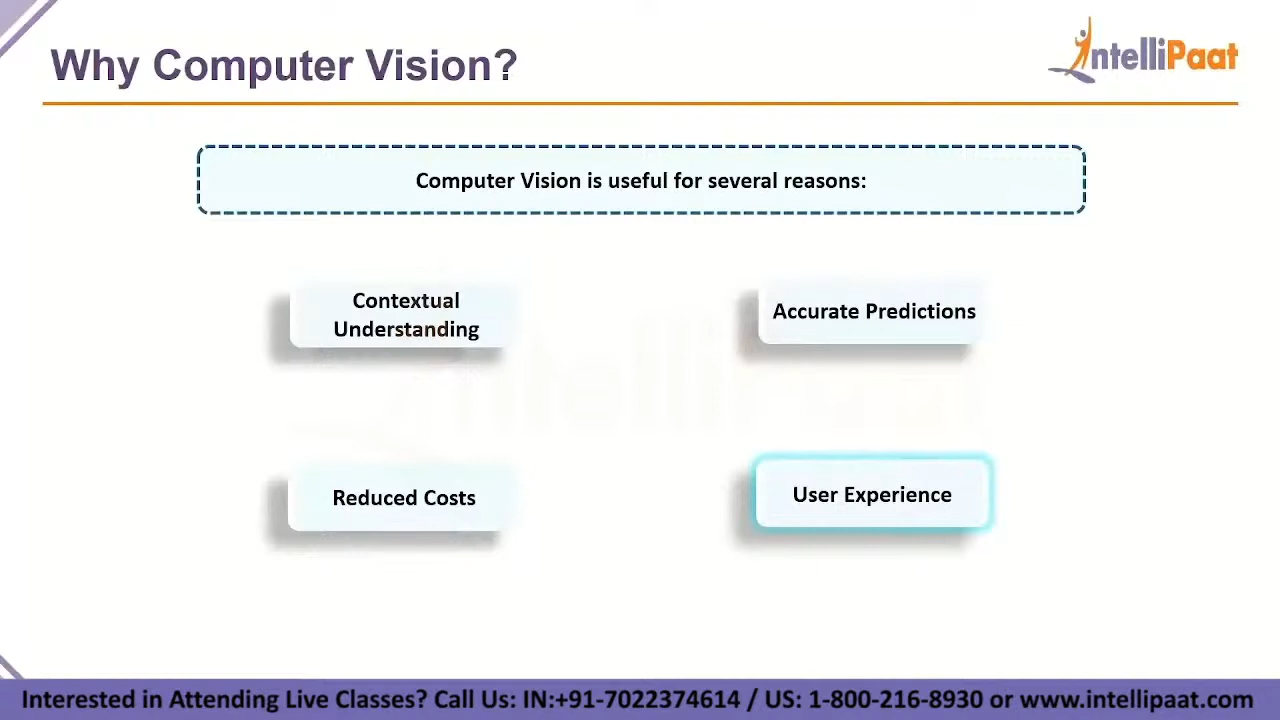 Why Computer Vision?
IntelliPaat
Computer Vision is useful for several reasons:
Contextual
Understanding
Accurate Predictions
Reduced Costs
User Experience
Interested in Attending Live Classes? Call Us: IN:+91-7022374614 / US: 1-800-216-8930 or www.intellipaat.com